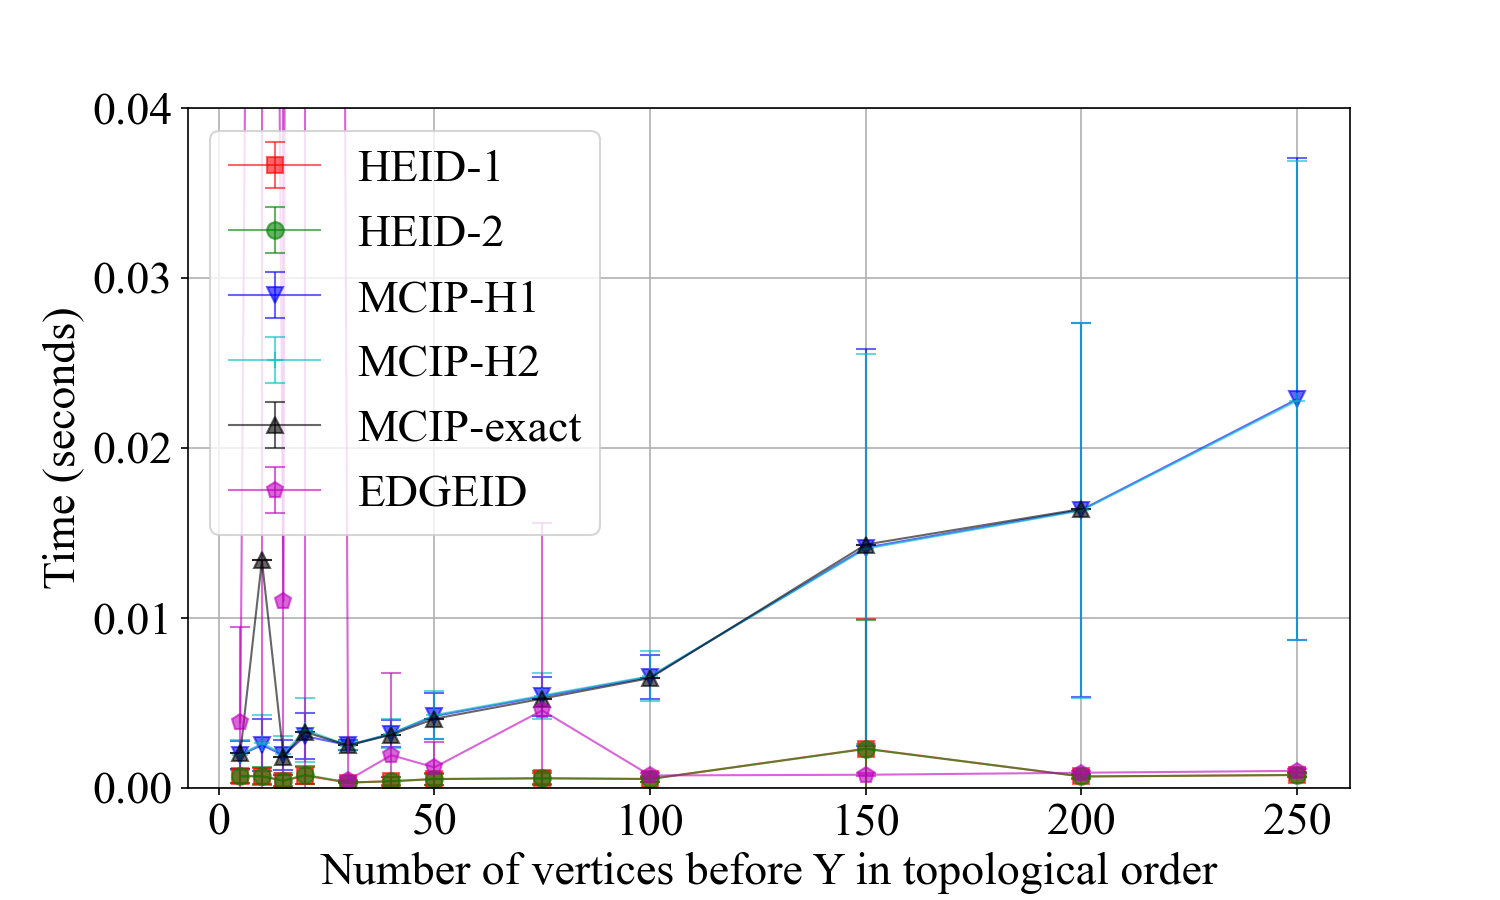 0.04
0.03
0.02
0.01
0.00
Time (seconds)
HEID-1
HEID-2
MCIP-H1
MCIP-H2
MCIP-exact
EDGEID
0 50 100 150 200 250
Number of vertices before Y in topological order